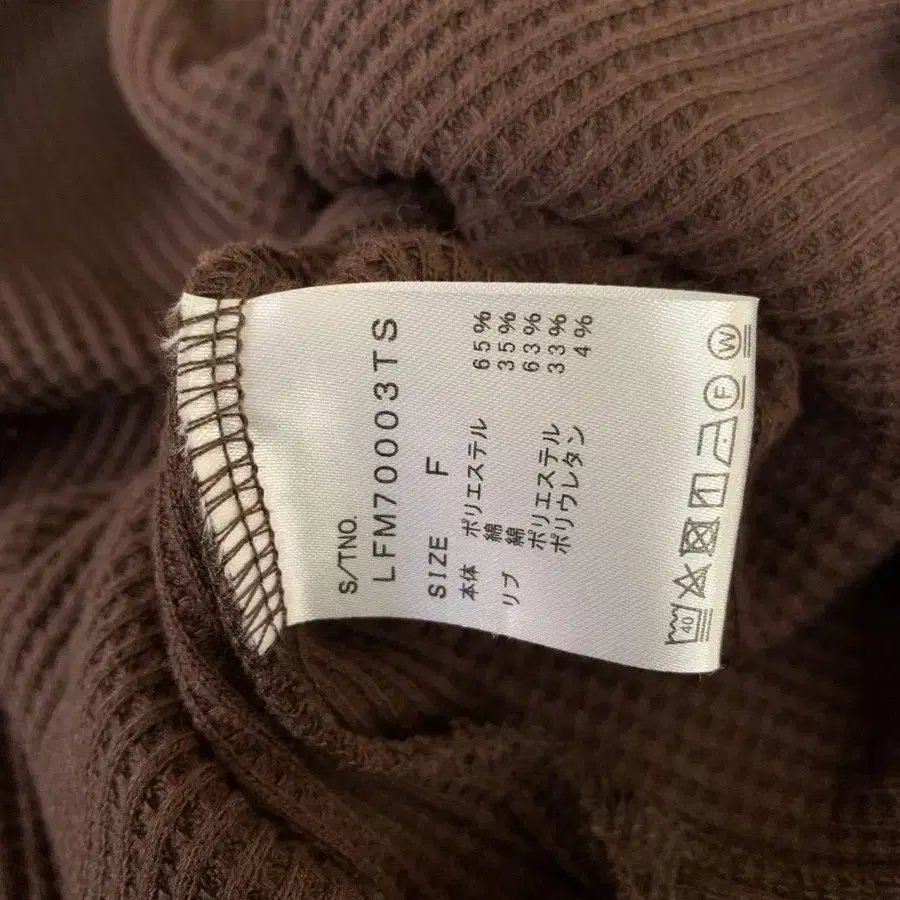 S/TNO.
LFM70003TS
SIZE F
本体 ポリエステル 65%
綿 35%
リブ 綿 63%
ポリエステル 33%
ポリウレタン 4%
40 F W